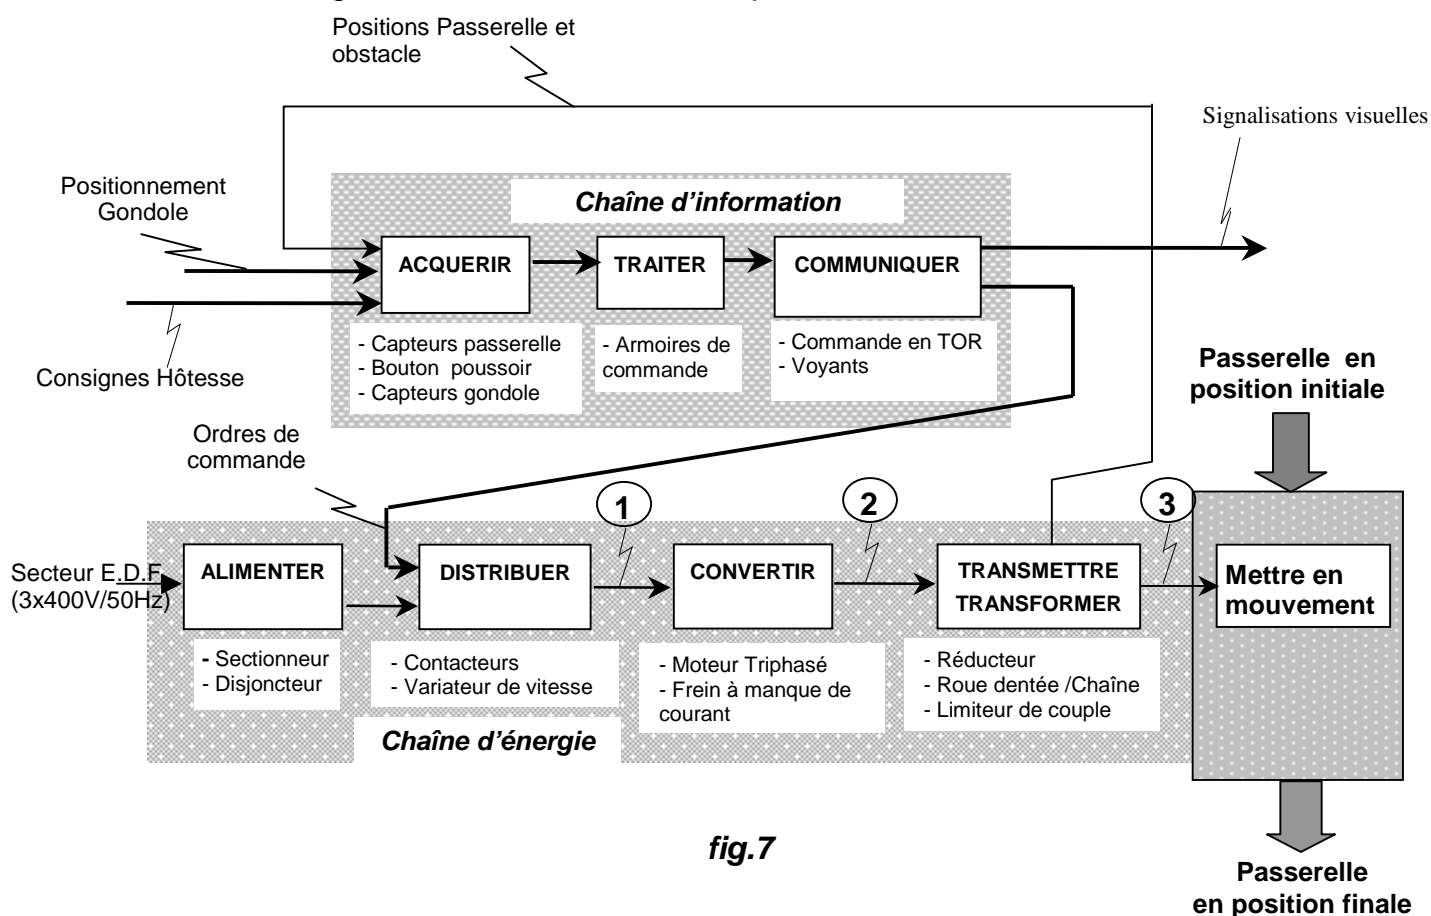 Positions Passerelle et
obstacle
Signalisations visuelles
Positionnement
Gondole
Chaîne d’information
ACQUERIR
TRAITER
COMMUNIQUER
- Capteurs passerelle
- Bouton poussoir
- Capteurs gondole
- Armoires de
commande
- Commande en TOR
- Voyants
Consignes Hôtesse
Passerelle en
position initiale
Ordres de
commande
1
2
3
Secteur E.D.F
(3x400V/50Hz)
ALIMENTER
DISTRIBUER
CONVERTIR
TRANSMETTRE
TRANSFORMER
Mettre en
mouvement
- Sectionneur
- Disjoncteur
- Contacteurs
- Variateur de vitesse
- Moteur Triphasé
- Frein à manque de
courant
- Réducteur
- Roue dentée /Chaîne
- Limiteur de couple
Chaîne d’énergie
fig.7
Passerelle
en position finale